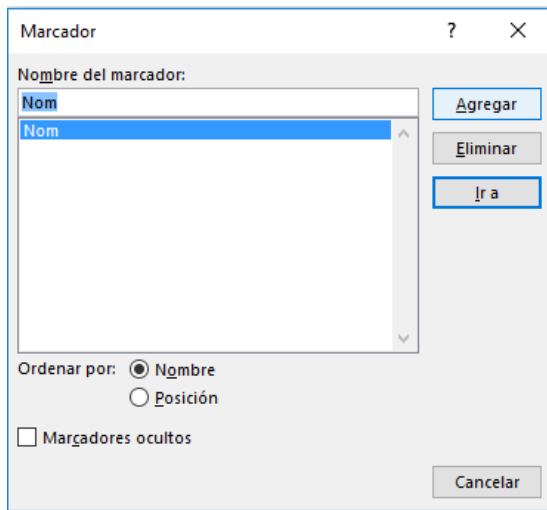 Marcador ?
Nombre del marcador:
Nom
Agregar
Nom
Eliminar
Ir a
Ordenar por: Nombre
Posición
Marcadores ocultos
Cancelar